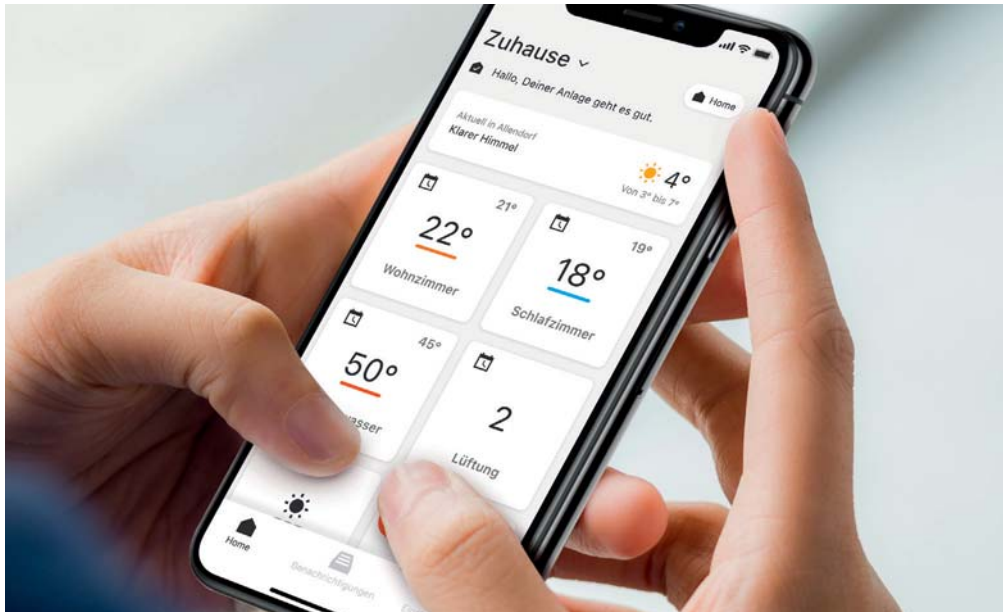 Zuhause
Hallo, Deiner Anlage geht es gut.
Home
Aktuell in Allendorf
Klarer Himmel
4°
Von 3° bis 7°
21°
22°
Wohnzimmer
19°
18°
Schlafzimmer
45°
50°
wasser
2
Lüftung
Home
Benachrichtigungen